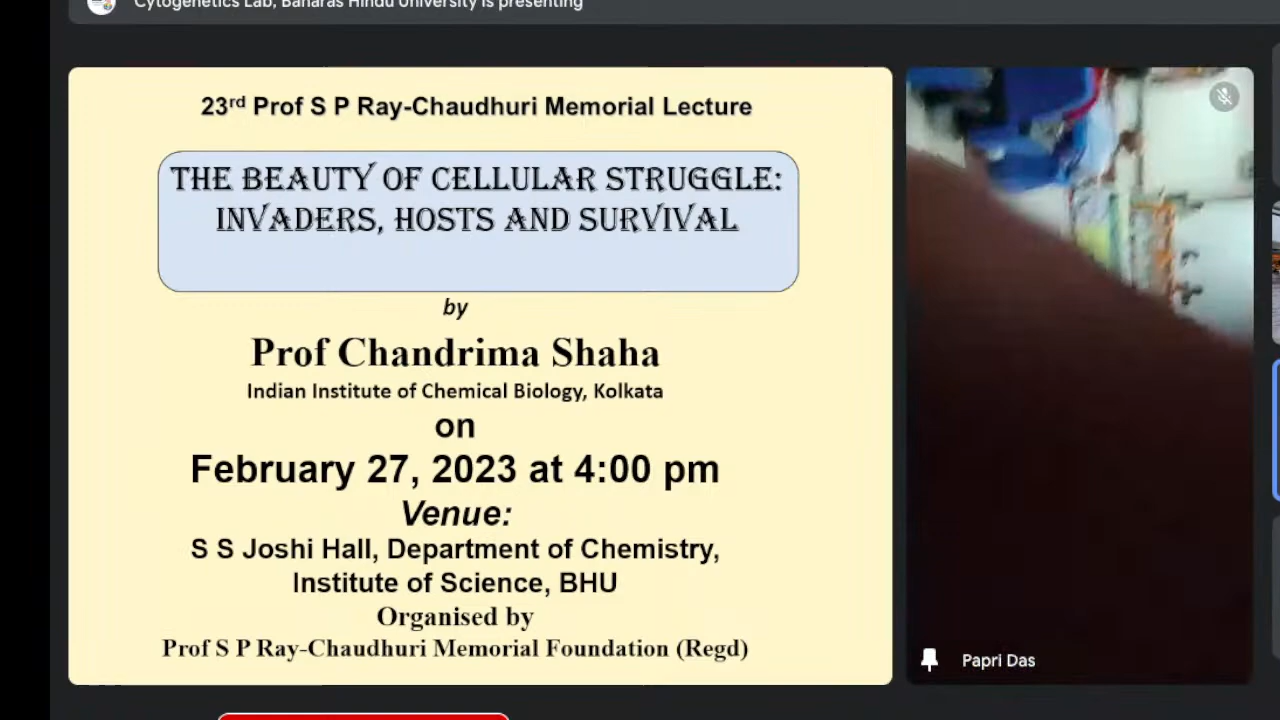 Cytogenetics Lab, Banaras Hindu University is presenting
23rd Prof S P Ray-Chaudhuri Memorial Lecture
THE BEAUTY OF CELLULAR STRUGGLE:
INVADERS, HOSTS AND SURVIVAL
by
Prof Chandrima Shaha
Indian Institute of Chemical Biology, Kolkata
on
February 27, 2023 at 4:00 pm
Venue:
S S Joshi Hall, Department of Chemistry,
Institute of Science, BHU
Organised by
Prof S P Ray-Chaudhuri Memorial Foundation (Regd)
Papri Das